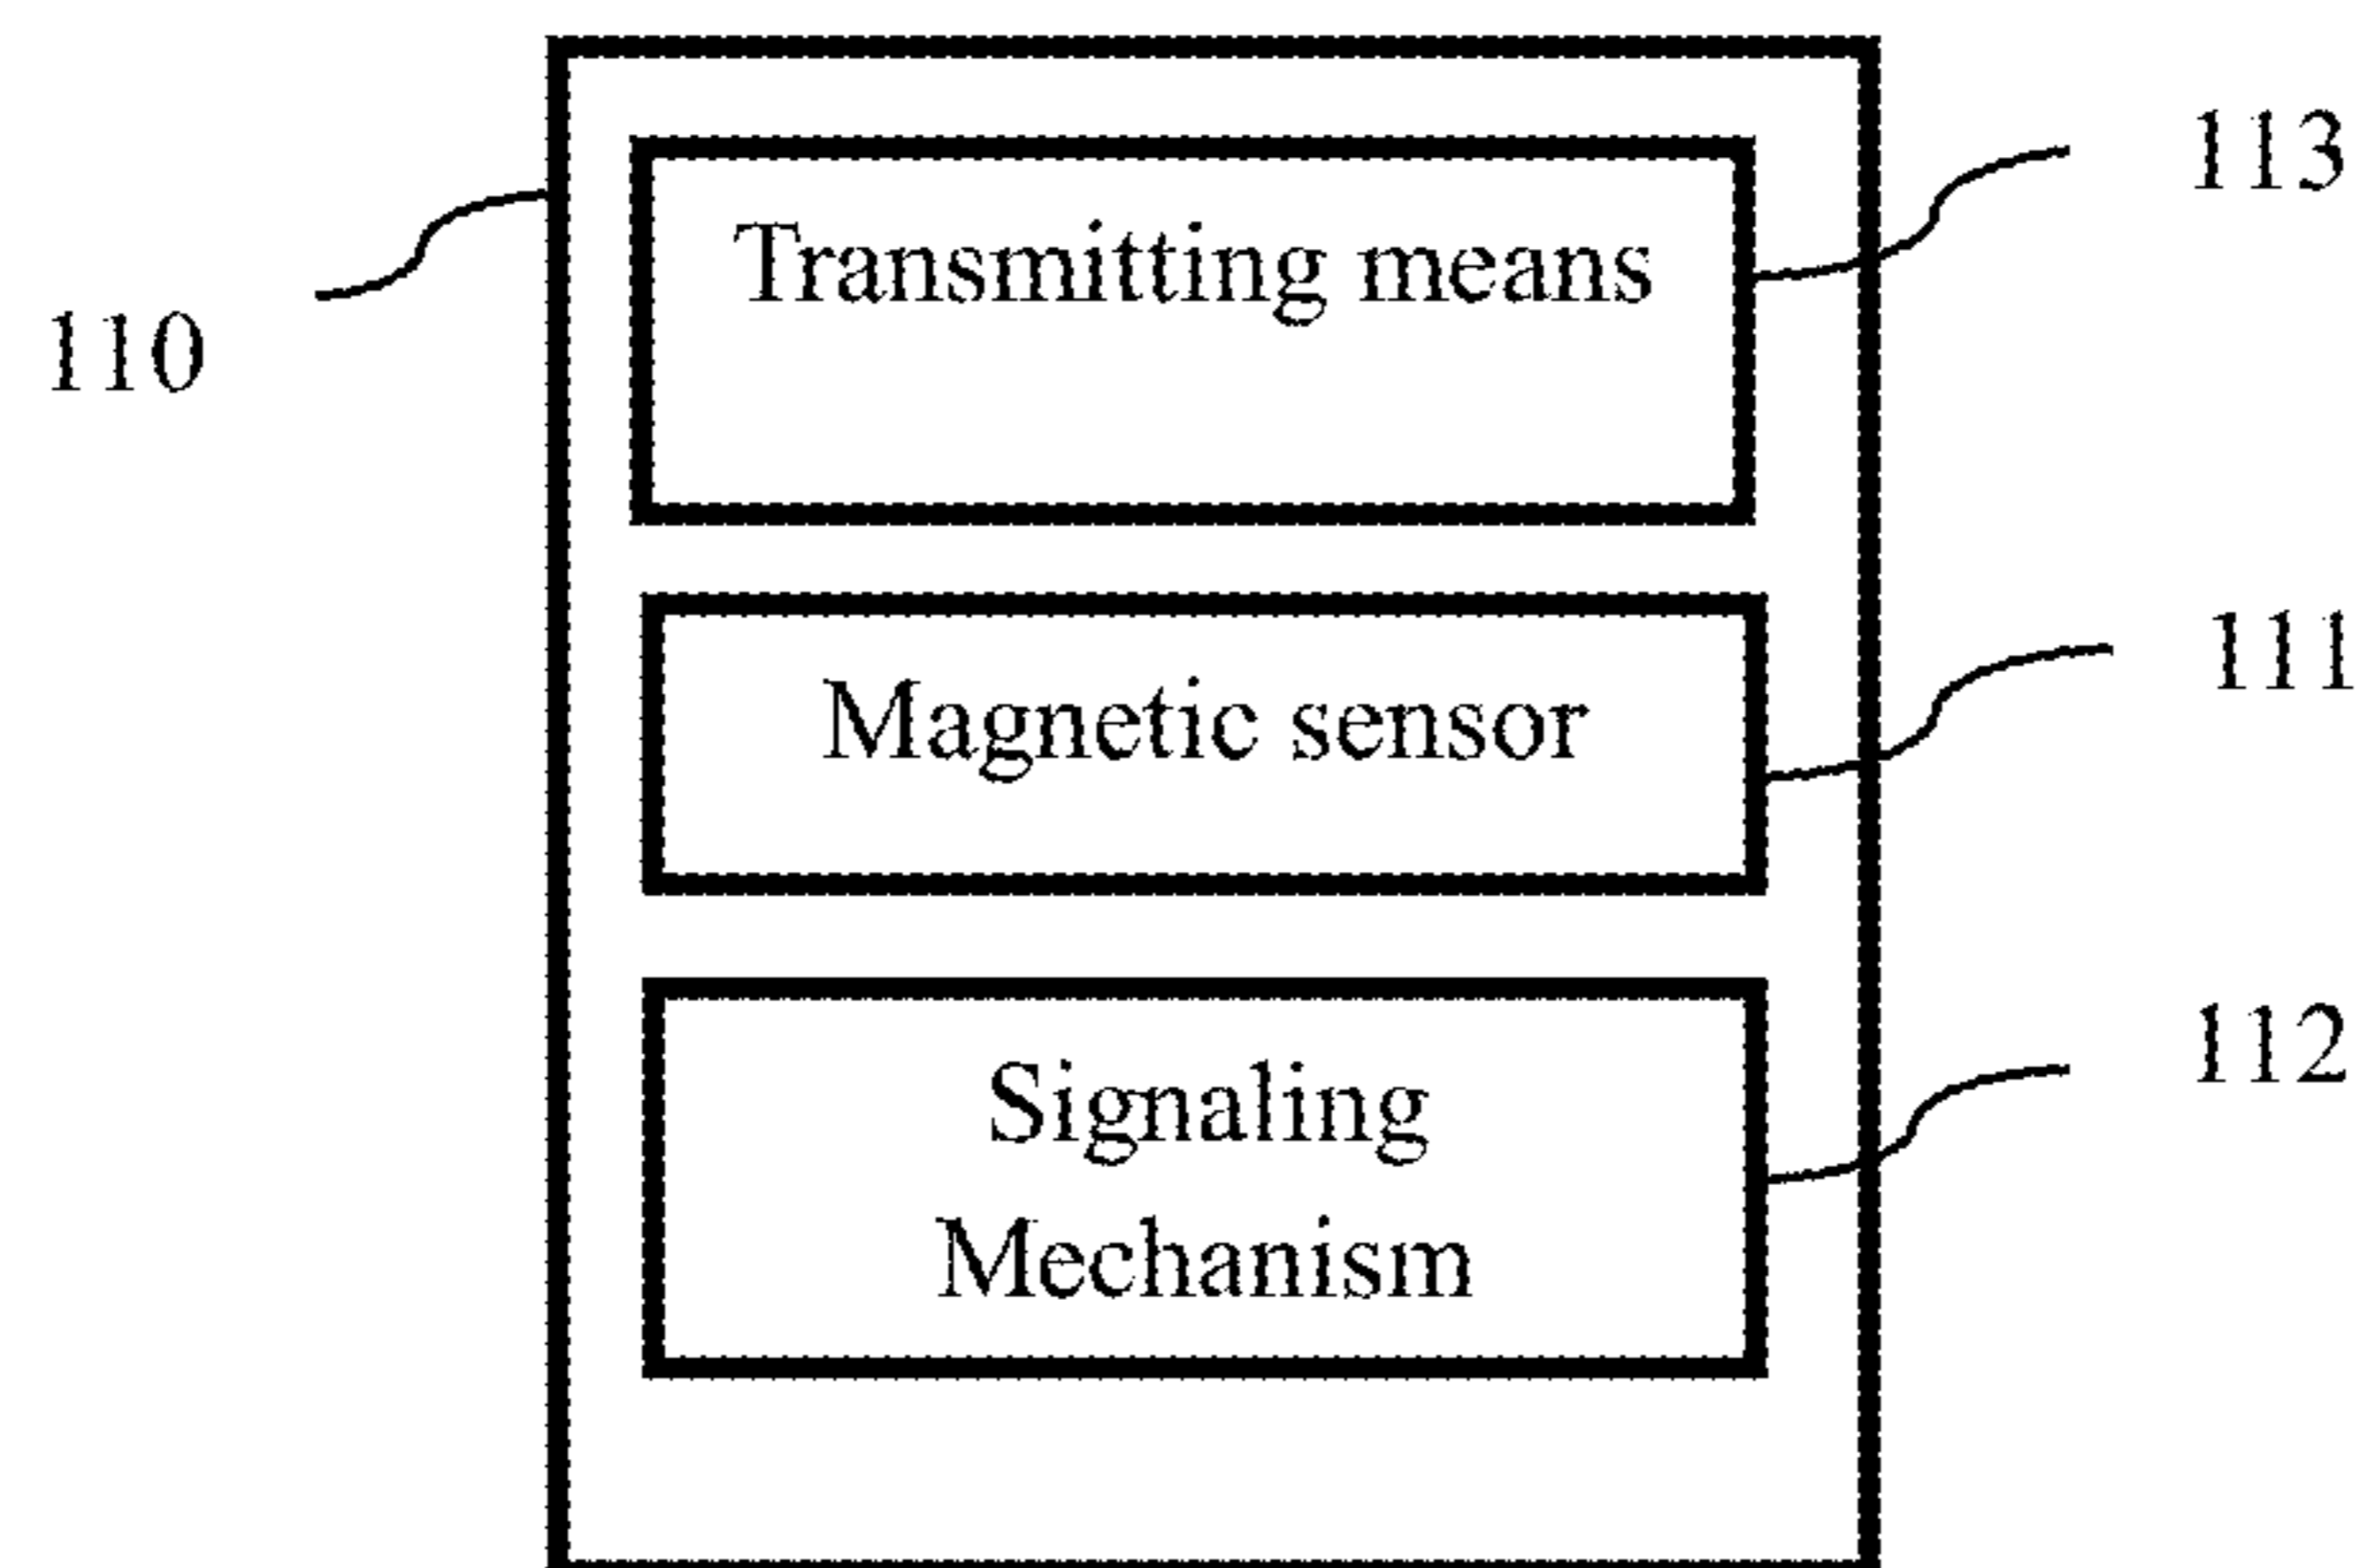 113
Transmitting means
110
111
Magnetic sensor
112
Signaling
Mechanism